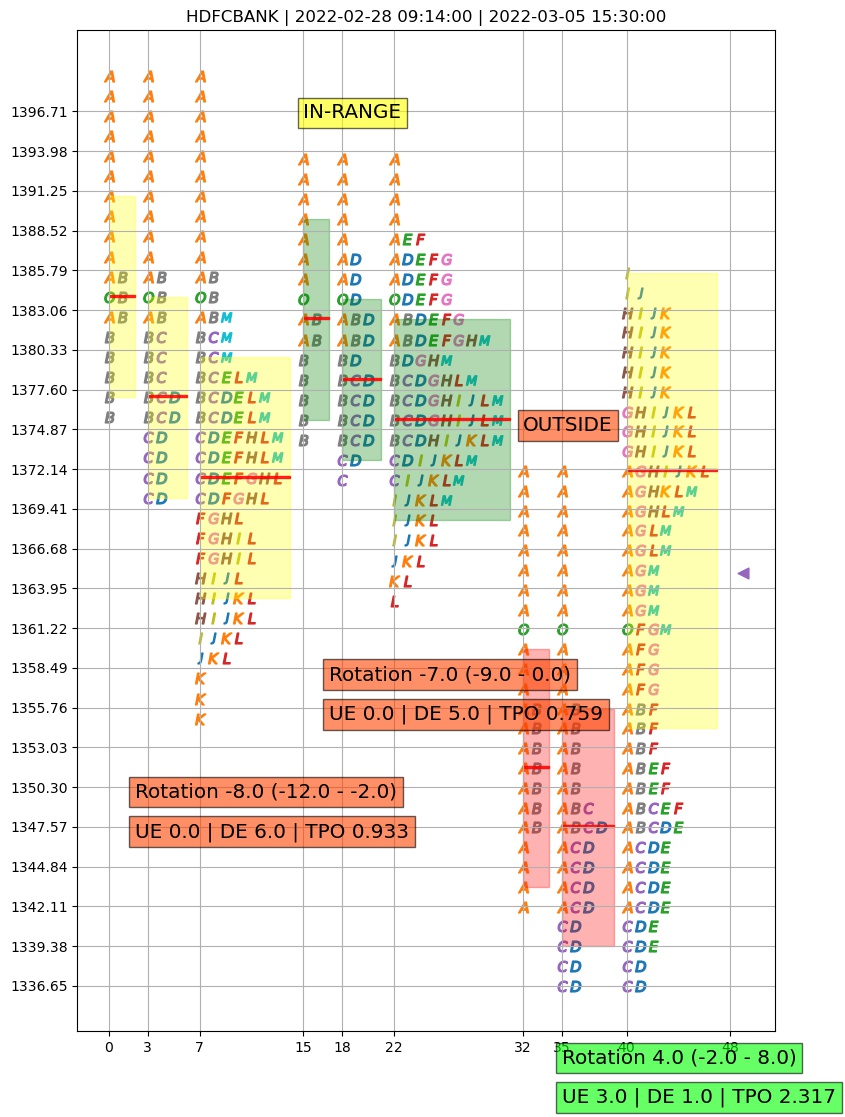 HDFCBANK | 2022-02-28 09:14:00 | 2022-03-05 15:30:00
A A A
A A A
1396.71 A A A IN-RANGE
A A A
1393.98 A A A A A A
A A A A A A
1391.25 A A A A A A
A A A A A A
1388.52 A A A A A A E F
A A A A A D A D E F G
1385.79 A B A B A B A A D A D E F G I
O B O B O B O O D O D E F G I J
1383.06 A B A B A B M A B A B D A B D E F G H I J K
B B C B C M A B A B D A B D E F G H M H I J K
1380.33 B B C B C M B B D B D G H M H I J K
B B C B C E L M B B C D B C D G H L M H I J K
1377.60 B B C D B C D E L M B B C D B C D G H I J L M H I J K
B B C D B C D E L M B B C D B C D G H I J L M G H I J K L
1374.87 C D C D E F H L M B B C D B C D H I J K L M OUTSIDE G H I J K L
C D C D E F H L M C D C D I J K L M G H I J K L
1372.14 C D C D E F G H L C C I J K L M A A A G H I J K L
C D C D F G H L I J K L M A A A G H K L M
1369.41 F G H L I J K L A A A G H L M
F G H I L I J K L A A A G L M
1366.68 F G H I L J K L A A A G L M
H I J L K L A A A G M
1363.95 H I J K L L A A A G M
H I J K L A A A G M
1361.22 I J K L O O O F G M
J K L A A A F G
1358.49 K A A A F G
Rotation -7.0 (-9.0 - 0.0)
K A A A F G
1355.76 K A B A B A B F
UE 0.0 | DE 5.0 | TPO 0.759
A B A B A B F
1353.03 A B A B A B F
A B A B A B E F
1350.30 A B A B A B E F
Rotation -8.0 (-12.0 - -2.0)
A B A B C A B C E F
1347.57 A B A B C D A B C D E
UE 0.0 | DE 6.0 | TPO 0.933
A A C D A C D E
1344.84 A A C D A C D E
A A C D A C D E
1342.11 A A C D A C D E
C D C D E
1339.38 C D C D E
C D C D
1336.65 C D C D
0 3 7 15 18 22 32 35 40 48
Rotation 4.0 (-2.0 - 8.0)
UE 3.0 | DE 1.0 | TPO 2.317